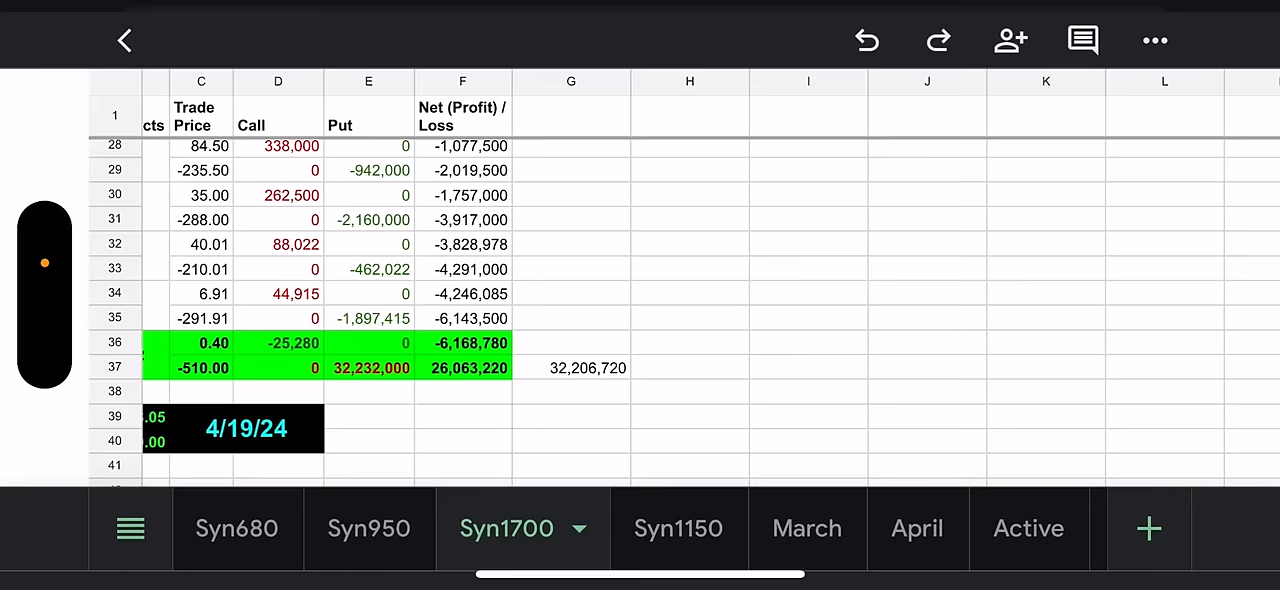 C D E F G H I J K L
1 cts Trade Price Call Put Net (Profit) / Loss
28 84.50 338,000 0 -1,077,500
29 -235.50 0 -942,000 -2,019,500
30 35.00 262,500 0 -1,757,000
31 -288.00 0 -2,160,000 -3,917,000
32 40.01 88,022 0 -3,828,978
33 -210.01 0 -462,022 -4,291,000
34 6.91 44,915 0 -4,246,085
35 -291.91 0 -1,897,415 -6,143,500
36 0.40 -25,280 0 -6,168,780
37 -510.00 0 32,232,000 26,063,220 32,206,720
38
39 .05 4/19/24
40 .00
41
Syn680 Syn950 Syn1700 Syn1150 March April Active